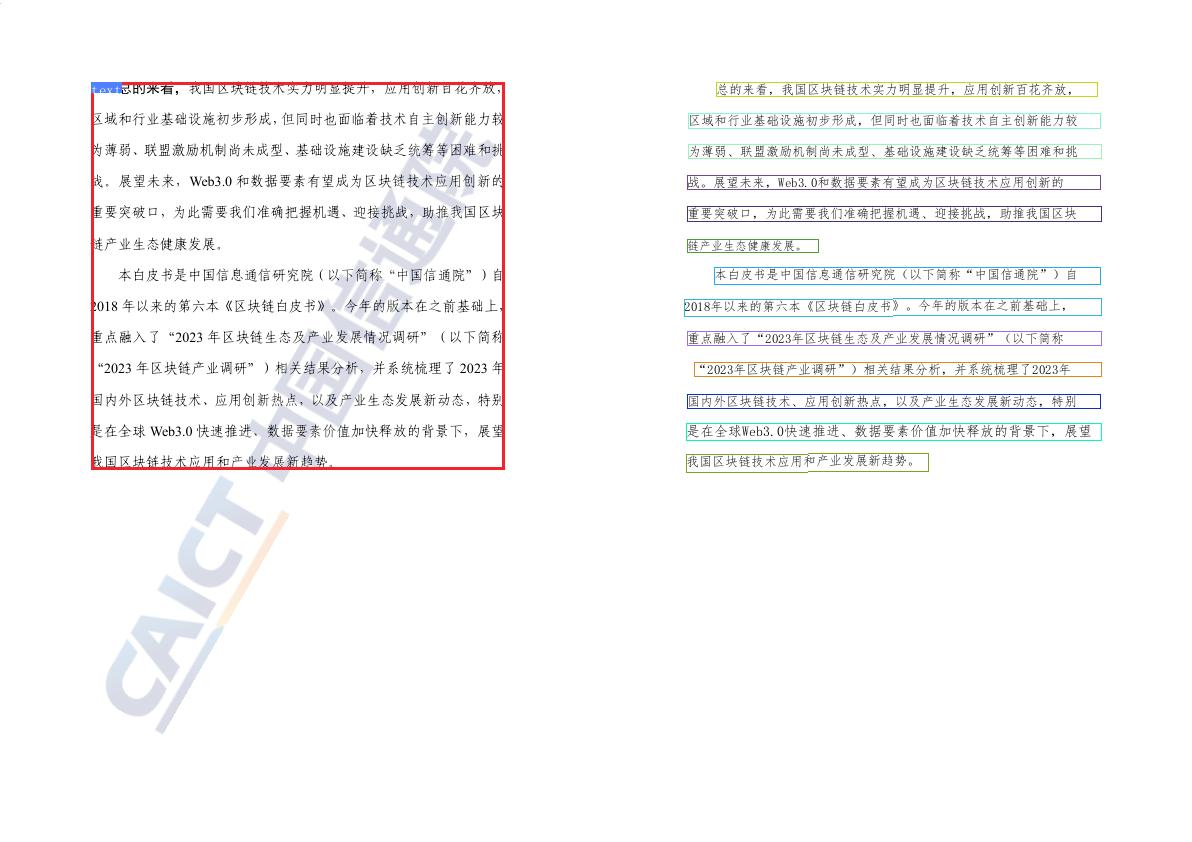 text
总的来看，我国区块链技术实力明显提升，应用创新百花齐放，
区域和行业基础设施初步形成，但同时也面临着技术自主创新能力较
为薄弱、联盟激励机制尚未成型、基础设施建设缺乏统筹等困难和挑
战。展望未来，Web3.0 和数据要素有望成为区块链技术应用创新的
重要突破口，为此需要我们准确把握机遇、迎接挑战，助推我国区块
链产业生态健康发展。
本白皮书是中国信息通信研究院（以下简称“中国信通院”）自
2018 年以来的第六本《区块链白皮书》。今年的版本在之前基础上，
重点融入了“2023 年区块链生态及产业发展情况调研”（以下简称
“2023 年区块链产业调研”）相关结果分析，并系统梳理了 2023 年
国内外区块链技术、应用创新热点，以及产业生态发展新动态，特别
是在全球 Web3.0 快速推进、数据要素价值加快释放的背景下，展望
我国区块链技术应用和产业发展新趋势。
CAICT 中国信通院
总的来看，我国区块链技术实力明显提升，应用创新百花齐放，
区域和行业基础设施初步形成，但同时也面临着技术自主创新能力较
为薄弱、联盟激励机制尚未成型、基础设施建设缺乏统筹等困难和挑
战。展望未来，Web3.0和数据要素有望成为区块链技术应用创新的
重要突破口，为此需要我们准确把握机遇、迎接挑战，助推我国区块
链产业生态健康发展。
本白皮书是中国信息通信研究院（以下简称“中国信通院”）自
2018年以来的第六本《区块链白皮书》。今年的版本在之前基础上，
重点融入了“2023年区块链生态及产业发展情况调研”（以下简称
“2023年区块链产业调研”）相关结果分析，并系统梳理了2023年
国内外区块链技术、应用创新热点，以及产业生态发展新动态，特别
是在全球Web3.0快速推进、数据要素价值加快释放的背景下，展望
我国区块链技术应用和产业发展新趋势。